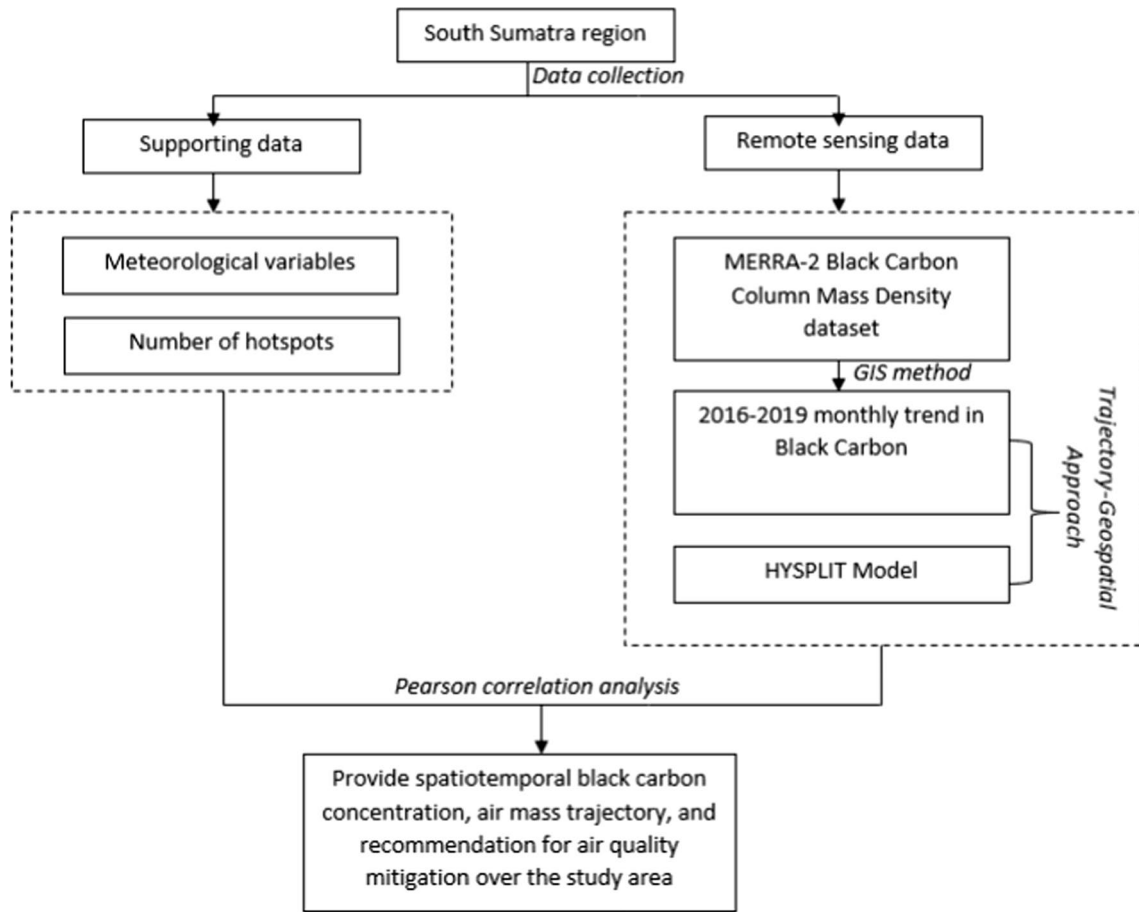 South Sumatra region
Data collection
Supporting data
Remote sensing data
Meteorological variables
Number of hotspots
MERRA-2 Black Carbon
Column Mass Density
dataset
GIS method
2016-2019 monthly trend in
Black Carbon
HYSPLIT Model
Trajectory-Geospatial
Approach
Pearson correlation analysis
Provide spatiotemporal black carbon
concentration, air mass trajectory, and
recommendation for air quality
mitigation over the study area